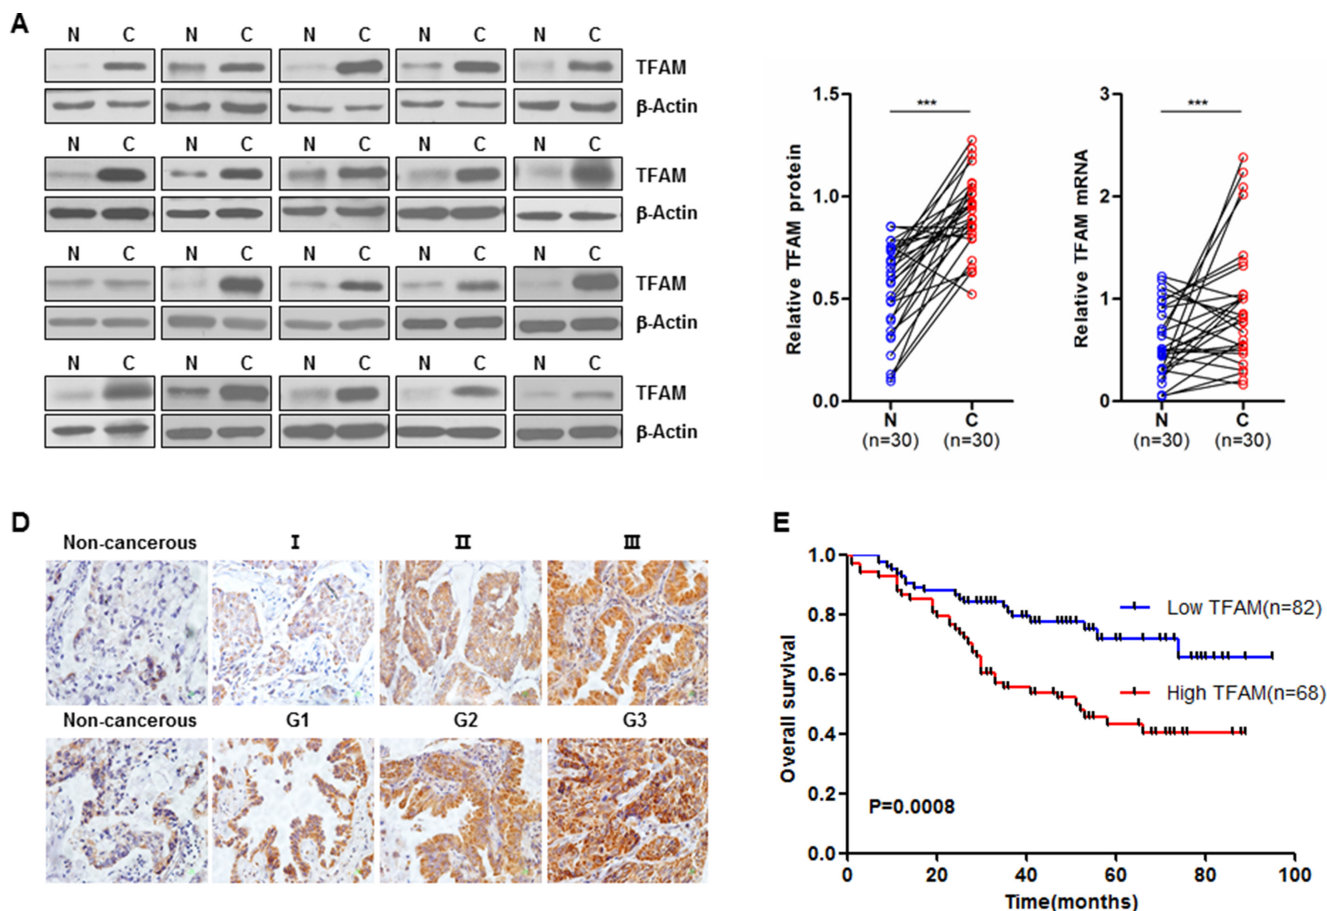 A
N C N C N C N C N C
TFAM
β-Actin
N C N C N C N C N C
TFAM
β-Actin
N C N C N C N C N C
TFAM
β-Actin
N C N C N C N C N C
TFAM
β-Actin
Relative TFAM protein
1.5
1.0
0.5
0.0
***
N C
(n=30) (n=30)
Relative TFAM mRNA
3
2
1
0
***
N C
(n=30) (n=30)
D
Non-cancerous I II III
Non-cancerous G1 G2 G3
E
Overall survival
1.0
0.8
0.6
0.4
0.2
0.0
Low TFAM(n=82)
High TFAM(n=68)
P=0.0008
0 20 40 60 80 100
Time(months)